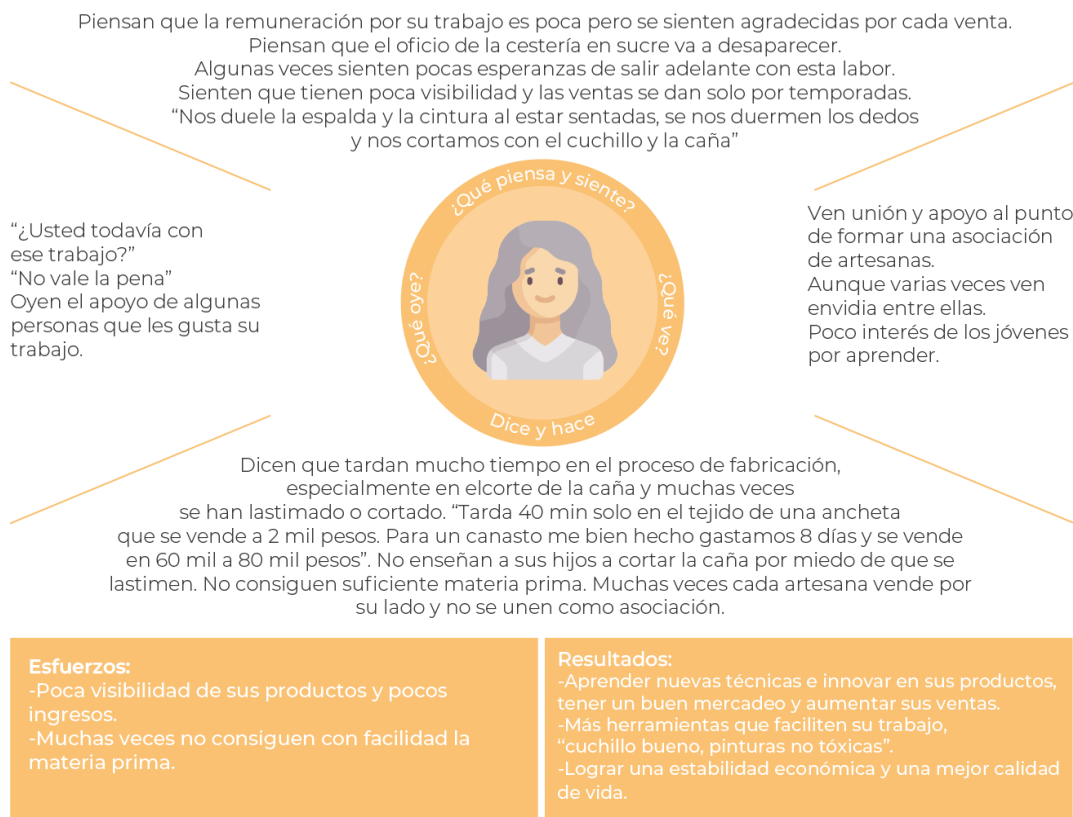 Piensan que la remuneración por su trabajo es poca pero se sienten agradecidas por cada venta.
Piensan que el oficio de la cestería en sucre va a desaparecer.
Algunas veces sienten pocas esperanzas de salir adelante con esta labor.
Sienten que tienen poca visibilidad y las ventas se dan solo por temporadas.
“Nos duele la espalda y la cintura al estar sentadas, se nos duermen los dedos
y nos cortamos con el cuchillo y la caña”
¿Qué piensa y siente?
“¿Usted todavía con
ese trabajo?”
“No vale la pena”
Oyen el apoyo de algunas
personas que les gusta su
trabajo.
¿Qué oye?
¿Qué ve?
Ven unión y apoyo al punto
de formar una asociación
de artesanas.
Aunque varias veces ven
envidia entre ellas.
Poco interés de los jóvenes
por aprender.
Dice y hace
Dicen que tardan mucho tiempo en el proceso de fabricación,
especialmente en elcorte de la caña y muchas veces
se han lastimado o cortado. “Tarda 40 min solo en el tejido de una ancheta
que se vende a 2 mil pesos. Para un canasto me bien hecho gastamos 8 días y se vende
en 60 mil a 80 mil pesos”. No enseñan a sus hijos a cortar la caña por miedo de que se
lastimen. No consiguen suficiente materia prima. Muchas veces cada artesana vende por
su lado y no se unen como asociación.
Esfuerzos:
-Poca visibilidad de sus productos y pocos
ingresos.
-Muchas veces no consiguen con facilidad la
materia prima.
Resultados:
-Aprender nuevas técnicas e innovar en sus productos,
tener un buen mercadeo y aumentar sus ventas.
-Más herramientas que faciliten su trabajo,
“cuchillo bueno, pinturas no tóxicas”.
-Lograr una estabilidad económica y una mejor calidad
de vida.